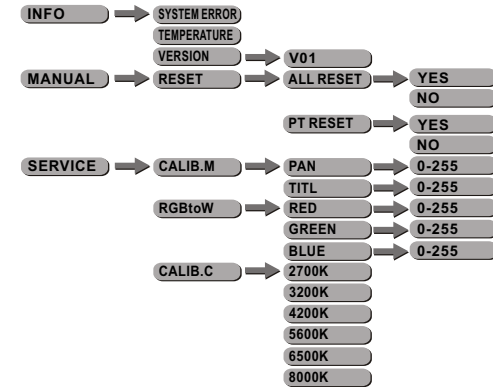 INFO SYSTEM ERROR
TEMPERATURE
VERSION V01
MANUAL RESET ALL RESET YES
NO
PT RESET YES
NO
SERVICE CALIB.M PAN 0-255
TITL 0-255
RGBtoW RED 0-255
GREEN 0-255
BLUE 0-255
CALIB.C 2700K
3200K
4200K
5600K
6500K
8000K